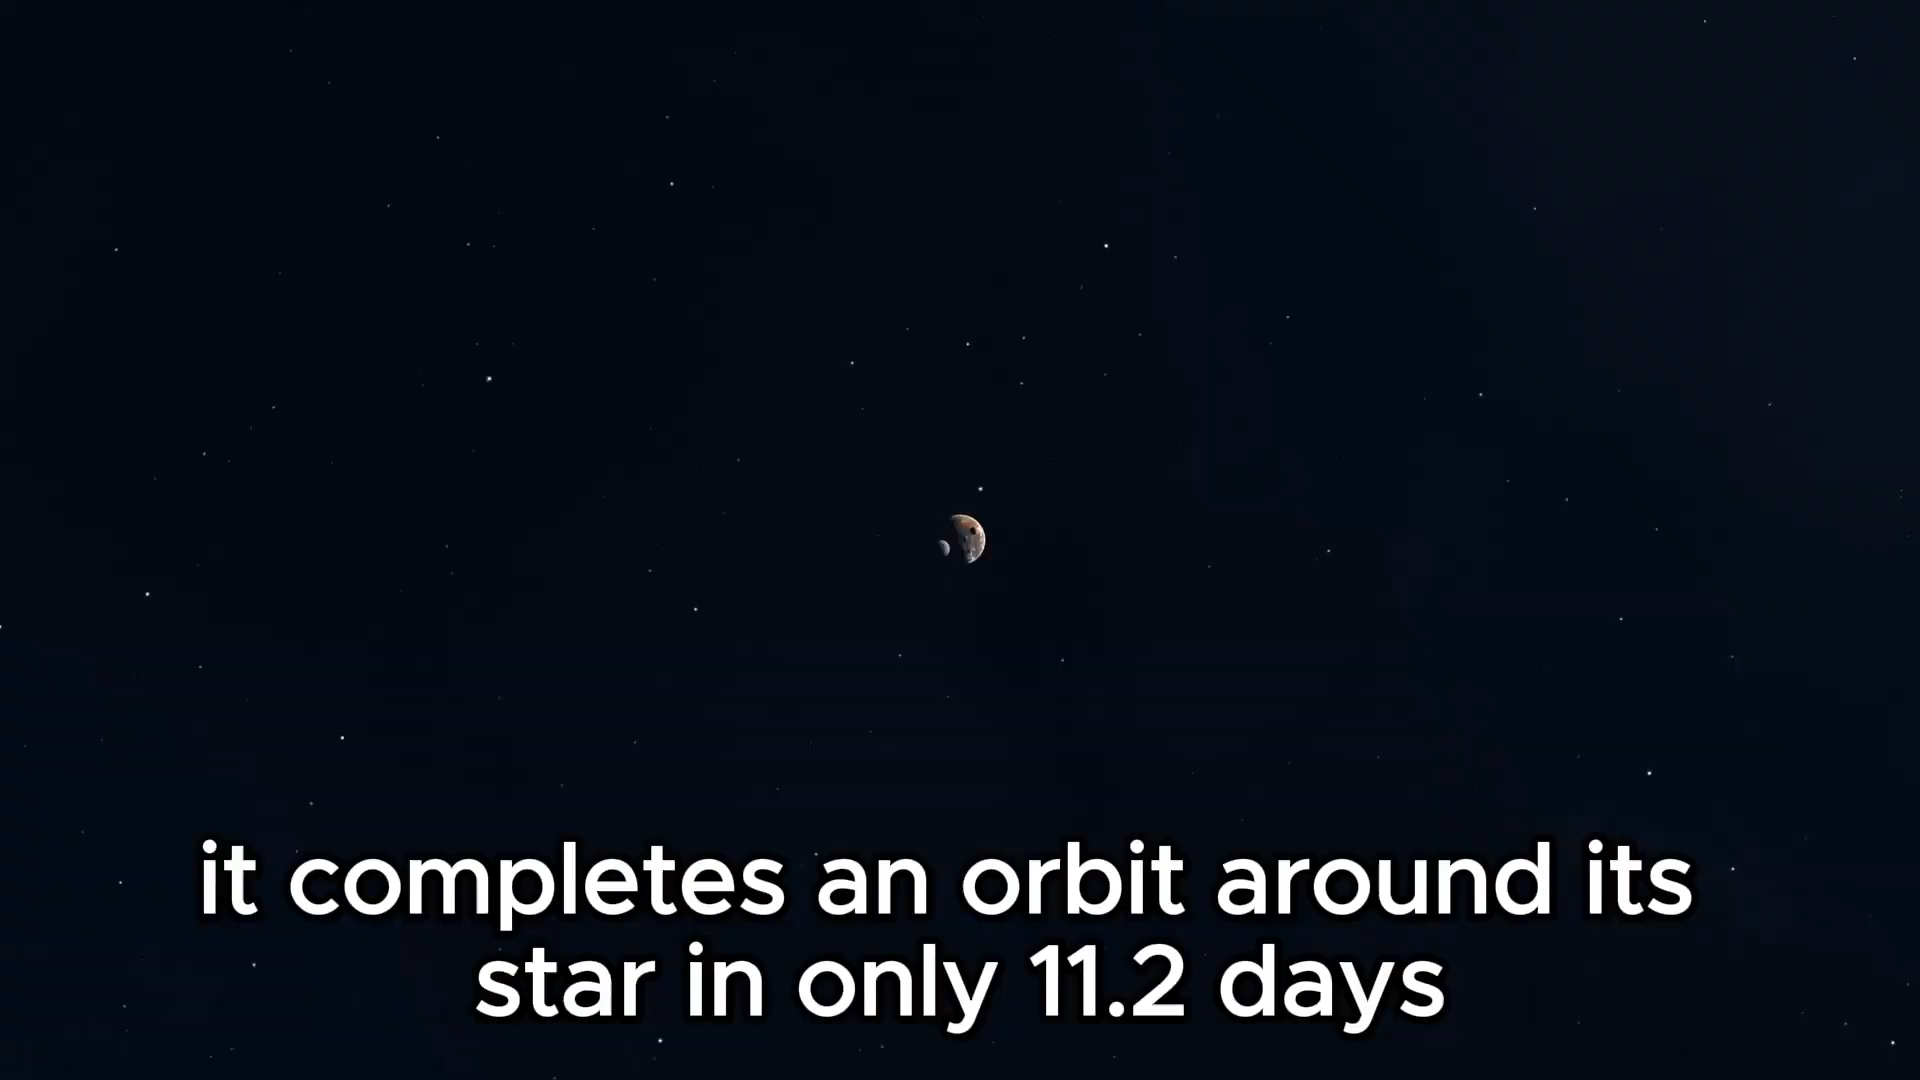 it completes an orbit around its
star in only 11.2 days